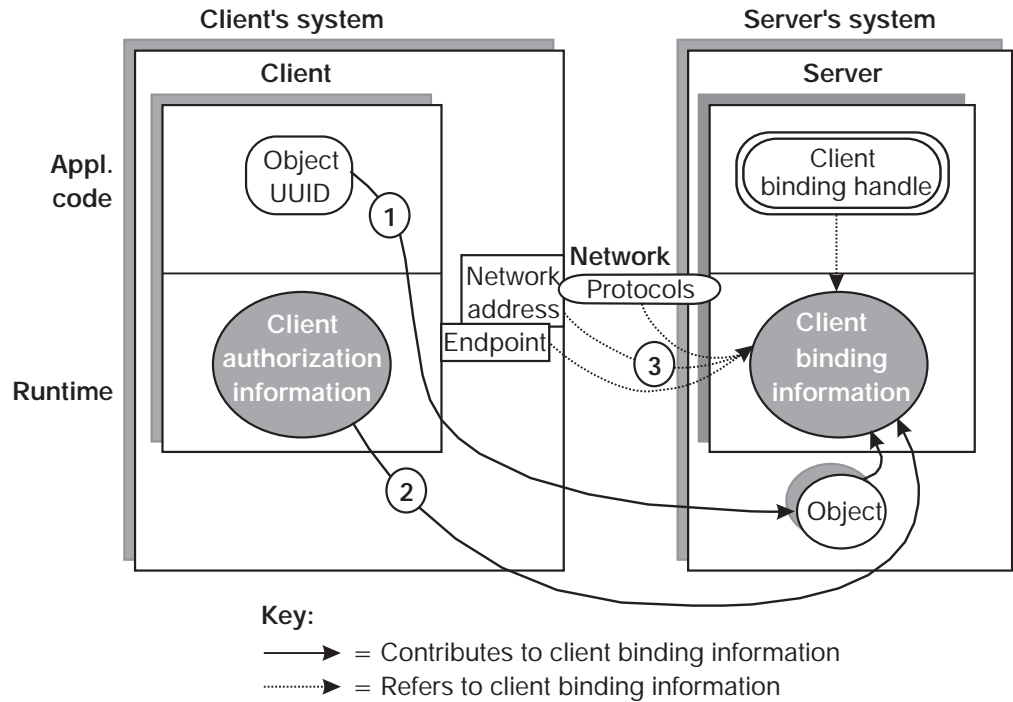 Client's system
Server's system
Client
Server
Appl.
code
Object
UUID
1
Client
binding handle
Network
Network
address
Protocols
Endpoint
3
Runtime
Client
authorization
information
Client
binding
information
2
Object
Key:
= Contributes to client binding information
= Refers to client binding information